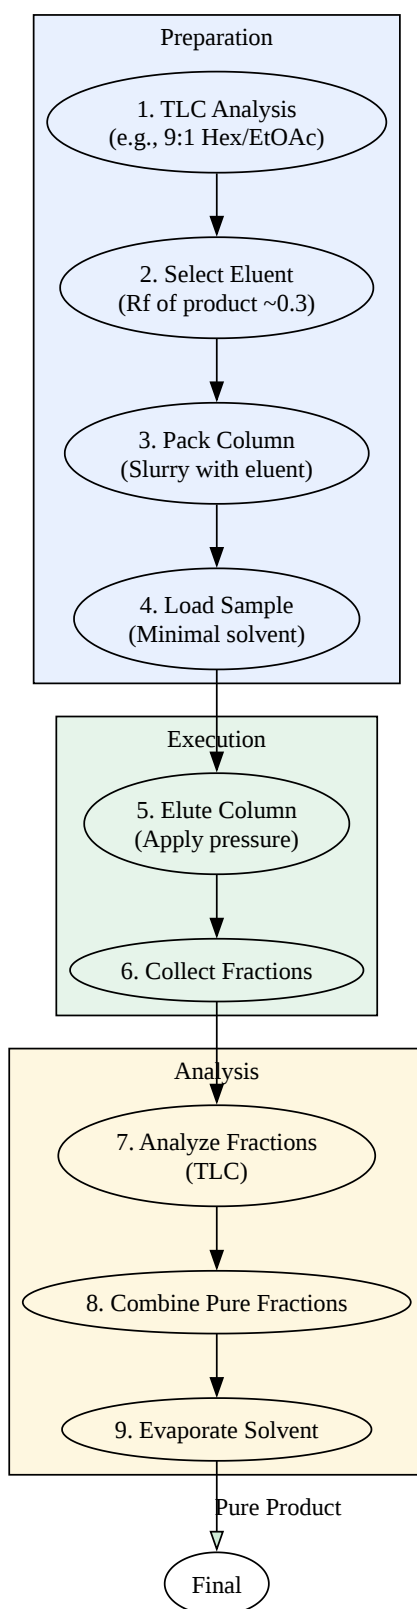 Preparation
1. TLC Analysis
(e.g., 9:1 Hex/EtOAc)
2. Select Eluent
(Rf of product ~0.3)
3. Pack Column
(Slurry with eluent)
4. Load Sample
(Minimal solvent)
Execution
5. Elute Column
(Apply pressure)
6. Collect Fractions
Analysis
7. Analyze Fractions
(TLC)
8. Combine Pure Fractions
9. Evaporate Solvent
Pure Product
Final